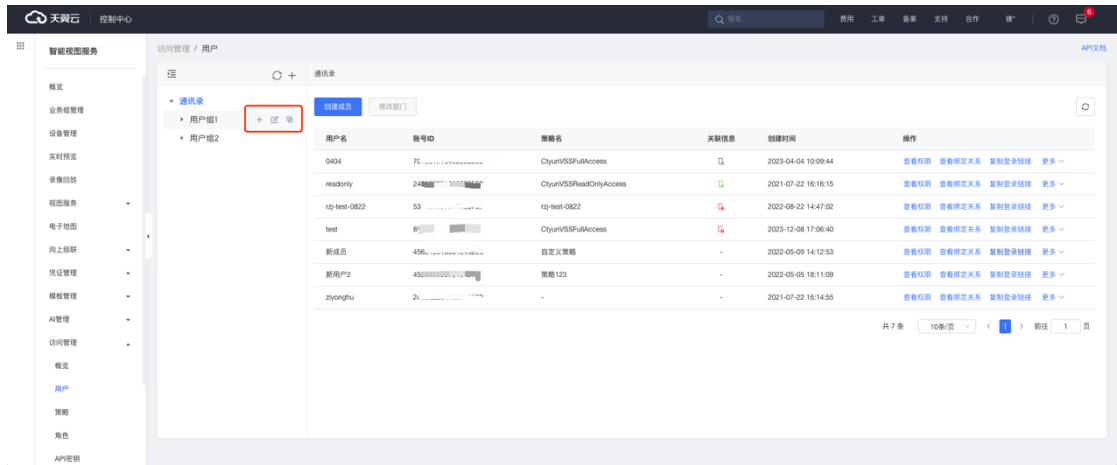 天翼云 控制中心 搜索... 费用 工单 备案 支持 合作 6
智能视图服务 访问管理 / 用户 API文档
概览
业务组管理
设备管理
实时预览
录像回放
视图服务
电子地图
向上级联
凭证管理
模板管理
AI管理
访问管理
概览
用户
策略
角色
API密钥
通讯录
用户组1
用户组2
通讯录
创建成员 修改部门
用户名 账号ID 策略名 关联信息 创建时间 操作
0404 CtyunVSSFullAccess 2023-04-04 10:09:44 查看权限 查看绑定关系 复制登录链接 更多
readonly CtyunVSSReadOnlyAccess 2021-07-22 16:16:15 查看权限 查看绑定关系 复制登录链接 更多
rzj-test-0822 53 rzj-test-0822 2022-08-22 14:47:02 查看权限 查看绑定关系 复制登录链接 更多
test CtyunVSSFullAccess 2023-12-08 17:06:40 查看权限 查看绑定关系 复制登录链接 更多
新成员 自定义策略 - 2022-05-09 14:12:53 查看权限 查看绑定关系 复制登录链接 更多
新用户2 策略123 - 2022-05-05 18:11:09 查看权限 查看绑定关系 复制登录链接 更多
ziyonghu - - 2021-07-22 16:14:55 查看权限 查看绑定关系 复制登录链接 更多
共 7 条 10条/页 < 1 > 前往 1 页